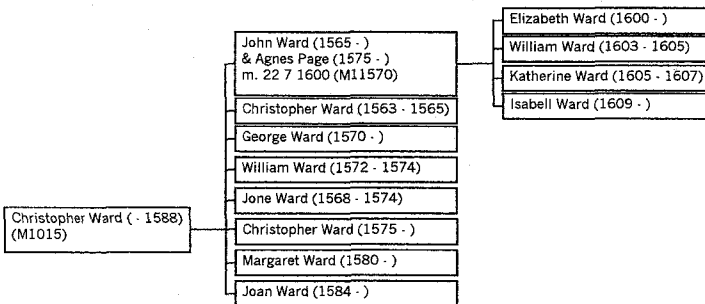 Christopher Ward ( - 1588)
(M1015)
John Ward (1565 - )
& Agnes Page (1575 - )
m. 22 7 1600 (M11570)
Christopher Ward (1563 - 1565)
George Ward (1570 - )
William Ward (1572 - 1574)
Jone Ward (1568 - 1574)
Christopher Ward (1575 - )
Margaret Ward (1580 - )
Joan Ward (1584 - )
Elizabeth Ward (1600 - )
William Ward (1603 - 1605)
Katherine Ward (1605 - 1607)
Isabell Ward (1609 - )